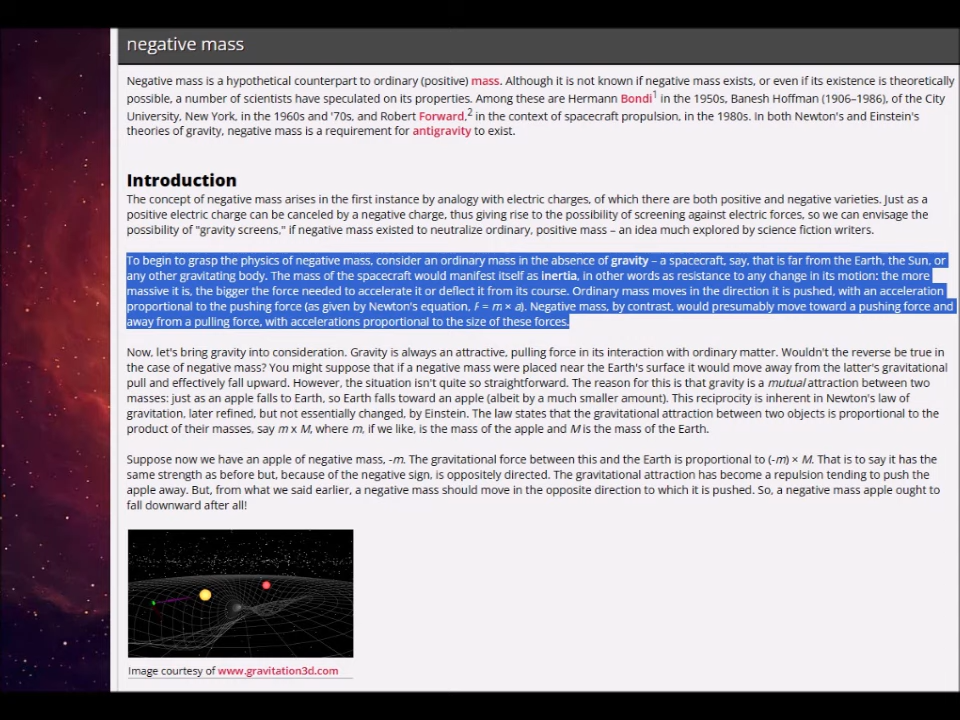 negative mass
Negative mass is a hypothetical counterpart to ordinary (positive) mass. Although it is not known if negative mass exists, or even if its existence is theoretically
possible, a number of scientists have speculated on its properties. Among these are Hermann Bondi1 in the 1950s, Banesh Hoffman (1906–1986), of the City
University, New York, in the 1960s and '70s, and Robert Forward,2 in the context of spacecraft propulsion, in the 1980s. In both Newton's and Einstein's
theories of gravity, negative mass is a requirement for antigravity to exist.
Introduction
The concept of negative mass arises in the first instance by analogy with electric charges, of which there are both positive and negative varieties. Just as a
positive electric charge can be canceled by a negative charge, thus giving rise to the possibility of screening against electric forces, so we can envisage the
possibility of "gravity screens," if negative mass existed to neutralize ordinary, positive mass – an idea much explored by science fiction writers.
To begin to grasp the physics of negative mass, consider an ordinary mass in the absence of gravity – a spacecraft, say, that is far from the Earth, the Sun, or
any other gravitating body. The mass of the spacecraft would manifest itself as inertia, in other words as resistance to any change in its motion: the more
massive it is, the bigger the force needed to accelerate it or deflect it from its course. Ordinary mass moves in the direction it is pushed, with an acceleration
proportional to the pushing force (as given by Newton's equation, F = m × a). Negative mass, by contrast, would presumably move toward a pushing force and
away from a pulling force, with accelerations proportional to the size of these forces.
Now, let's bring gravity into consideration. Gravity is always an attractive, pulling force in its interaction with ordinary matter. Wouldn't the reverse be true in
the case of negative mass? You might suppose that if a negative mass were placed near the Earth's surface it would move away from the latter's gravitational
pull and effectively fall upward. However, the situation isn't quite so straightforward. The reason for this is that gravity is a mutual attraction between two
masses: just as an apple falls to Earth, so Earth falls toward an apple (albeit by a much smaller amount). This reciprocity is inherent in Newton's law of
gravitation, later refined, but not essentially changed, by Einstein. The law states that the gravitational attraction between two objects is proportional to the
product of their masses, say m x M, where m, if we like, is the mass of the apple and M is the mass of the Earth.
Suppose now we have an apple of negative mass, -m. The gravitational force between this and the Earth is proportional to (-m) × M. That is to say it has the
same strength as before but, because of the negative sign, is oppositely directed. The gravitational attraction has become a repulsion tending to push the
apple away. But, from what we said earlier, a negative mass should move in the opposite direction to which it is pushed. So, a negative mass apple ought to
fall downward after all!
Image courtesy of www.gravitation3d.com